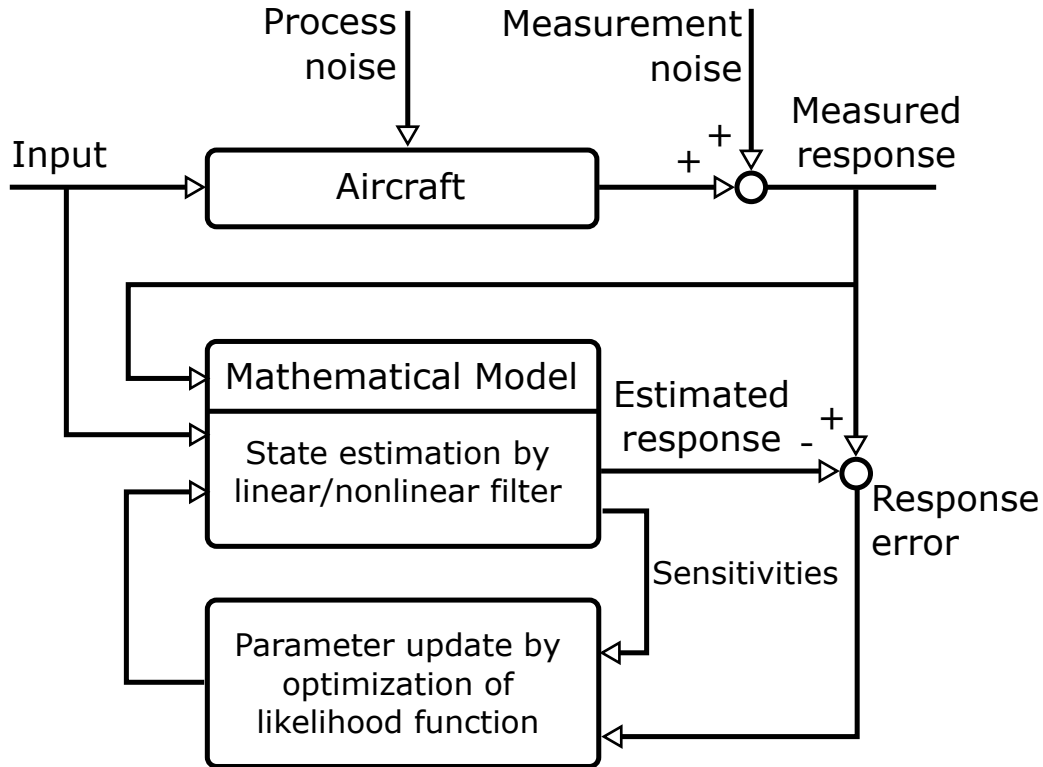 Process
noise
Measurement
noise
Input
Aircraft
+
+
Measured
response
Mathematical Model
State estimation by
linear/nonlinear filter
Estimated
response
+
-
Response
error
Sensitivities
Parameter update by
optimization of
likelihood function